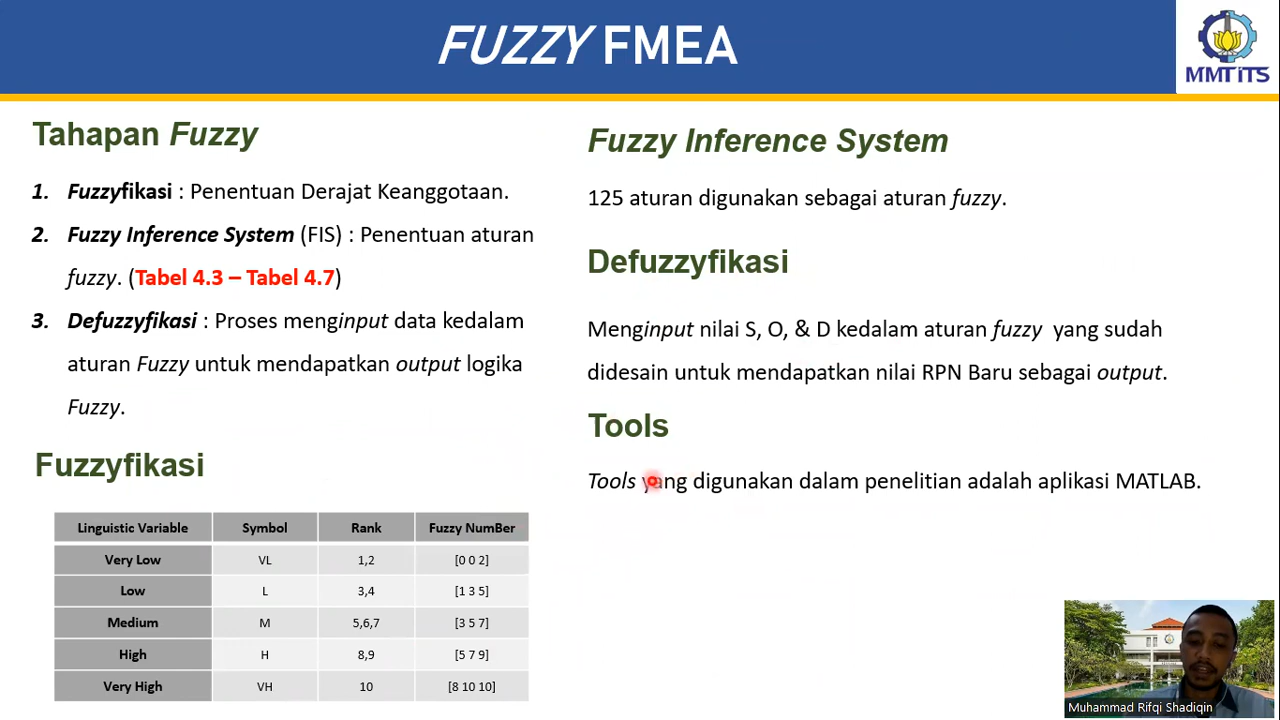 FUZZY FMEA
MMT ITS
Tahapan Fuzzy
1. Fuzzyfikasi : Penentuan Derajat Keanggotaan.
2. Fuzzy Inference System (FIS) : Penentuan aturan
fuzzy. (Tabel 4.3 – Tabel 4.7)
3. Defuzzyfikasi : Proses menginput data kedalam
aturan Fuzzy untuk mendapatkan output logika
Fuzzy.
Fuzzyfikasi
Linguistic Variable Symbol Rank Fuzzy NumBer
Very Low VL 1,2 [0 0 2]
Low L 3,4 [1 3 5]
Medium M 5,6,7 [3 5 7]
High H 8,9 [5 7 9]
Very High VH 10 [8 10 10]
Fuzzy Inference System
125 aturan digunakan sebagai aturan fuzzy.
Defuzzyfikasi
Menginput nilai S, O, & D kedalam aturan fuzzy yang sudah
didesain untuk mendapatkan nilai RPN Baru sebagai output.
Tools
Tools yang digunakan dalam penelitian adalah aplikasi MATLAB.
Muhammad Rifqi Shadiqin